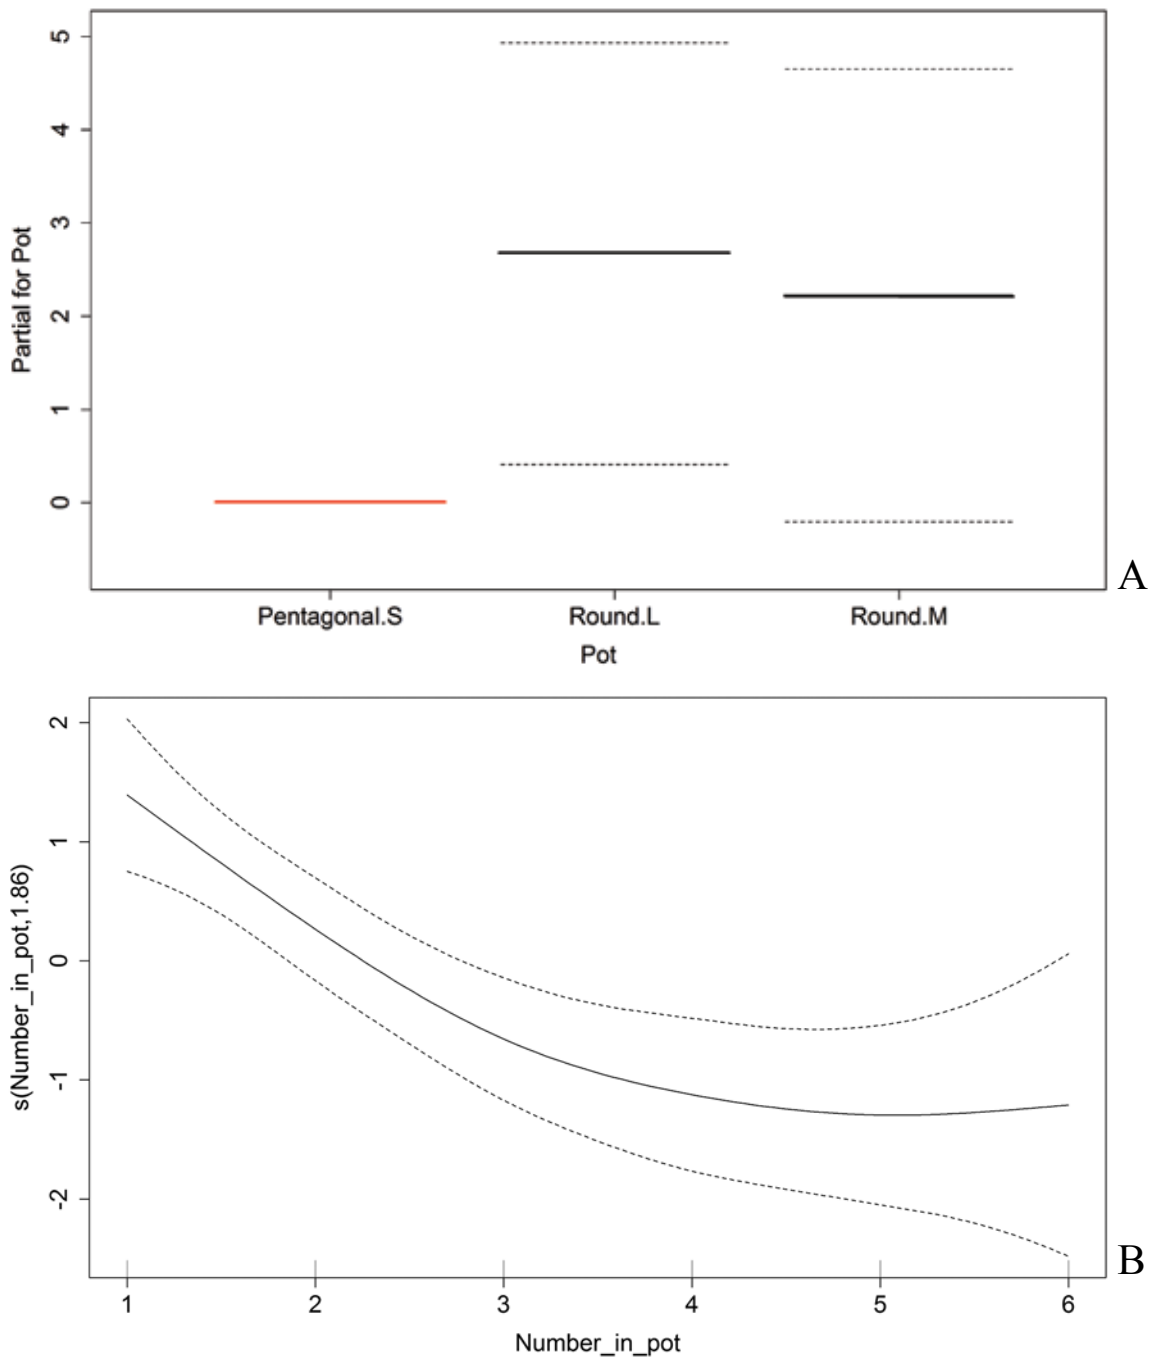 Partial for Pot
5
4
3
2
1
0
Pentagonal.S Round.L Round.M
Pot
A
s(Number_in_pot,1.86)
2
1
0
-1
-2
1 2 3 4 5 6
Number_in_pot
B